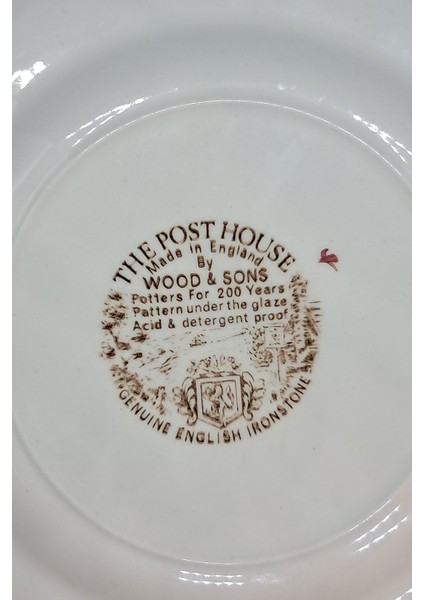 THE POST HOUSE
Made in England
By
WOOD & SONS
Potters For 200 Years
Pattern under the glaze
Acid & detergent proof
GENUINE ENGLISH IRONSTONE